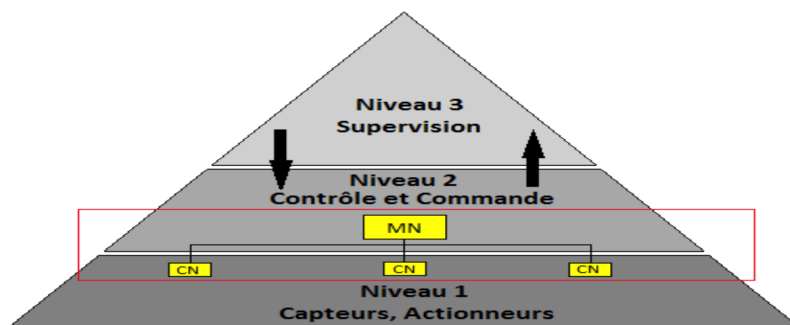 Niveau 3
Supervision
Niveau 2
Contrôle et Commande
MN
CN CN CN
Niveau 1
Capteurs, Actionneurs